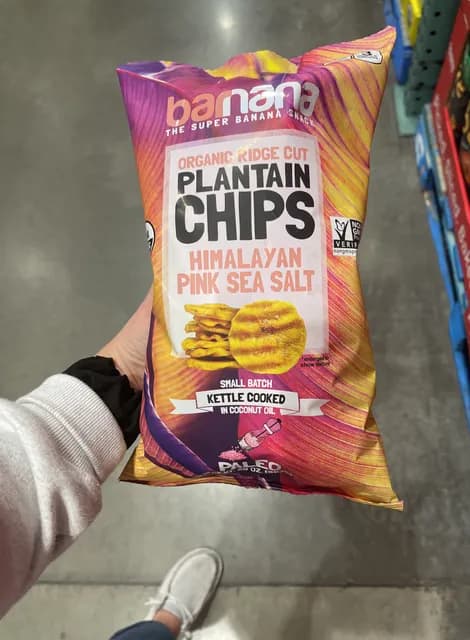 barnana
THE SUPER BANANA SNACK
ORGANIC RIDGE CUT
PLANTAIN
CHIPS
HIMALAYAN
PINK SEA SALT
SMALL BATCH
KETTLE COOKED
IN COCONUT OIL
PALEO